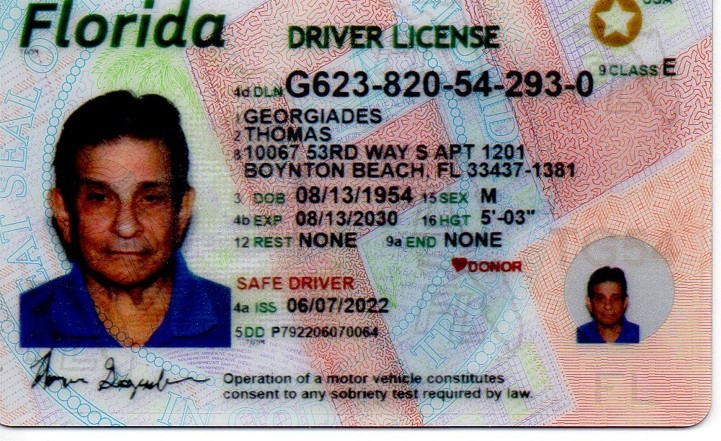 USA
Florida DRIVER LICENSE
4d DLN G623-820-54-293-0 9 CLASS E
1 GEORGIADES
2 THOMAS
8 10067 53RD WAY S APT 1201
BOYNTON BEACH, FL 33437-1381
3 DOB 08/13/1954 15 SEX M
4b EXP 08/13/2030 16 HGT 5'-03"
12 REST NONE 9a END NONE
DONOR
SAFE DRIVER
4a ISS 06/07/2022
5DD P792206070064
Operation of a motor vehicle constitutes
consent to any sobriety test required by law.
FL